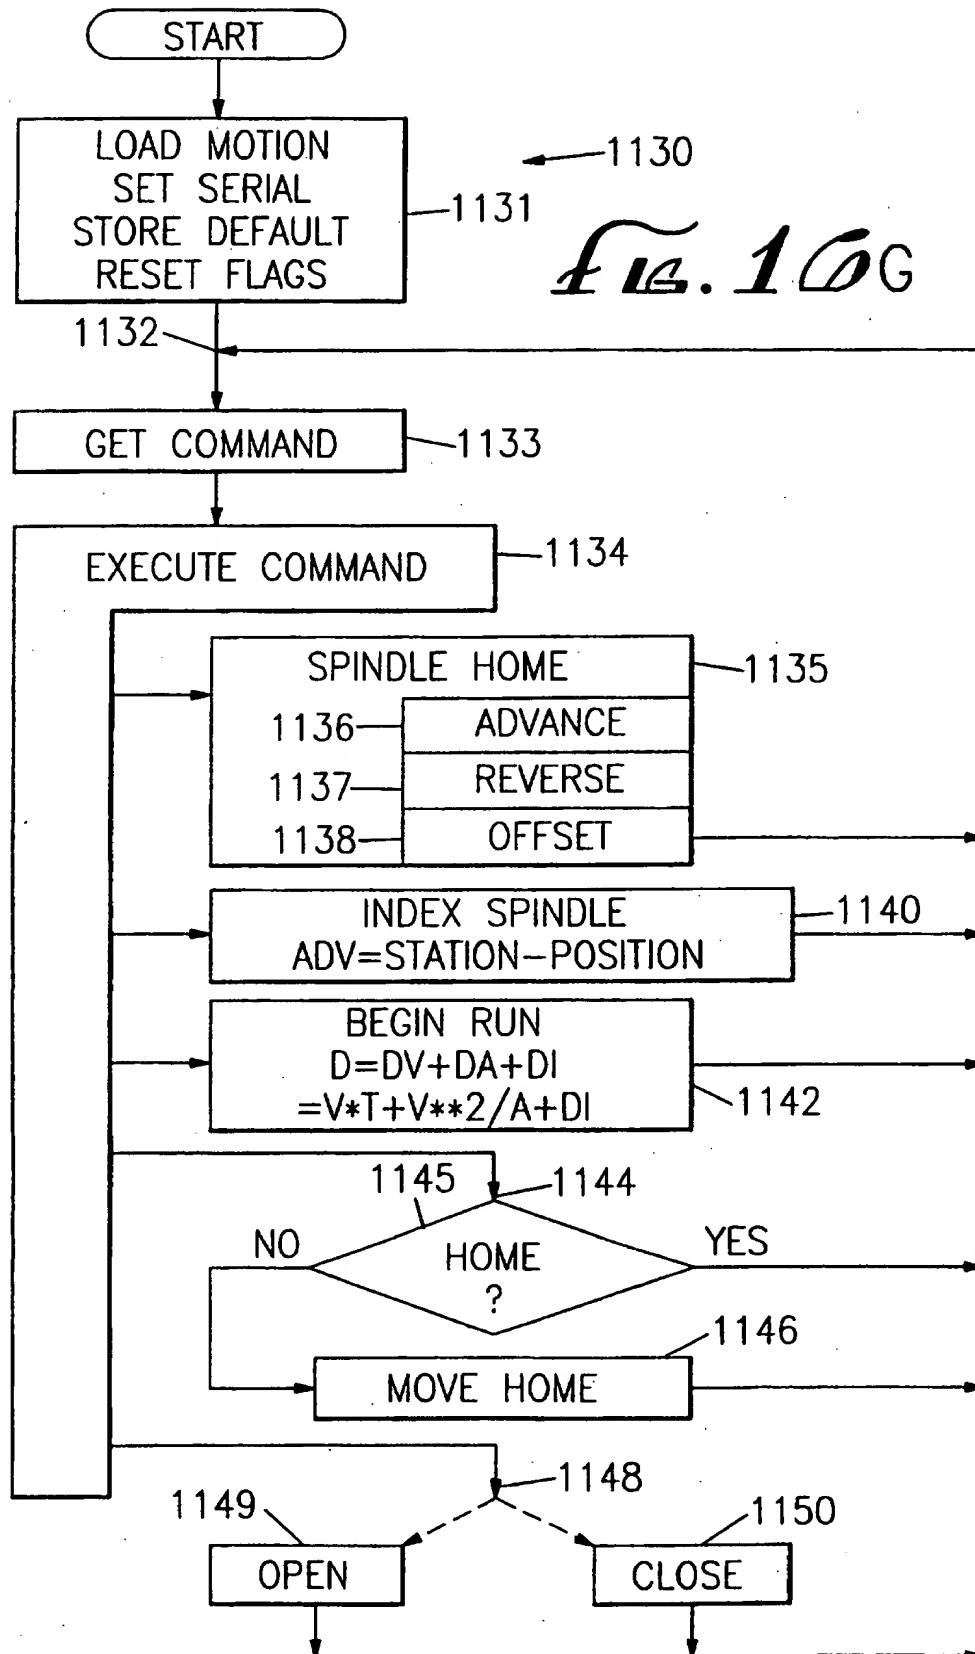 START
LOAD MOTION
SET SERIAL
STORE DEFAULT
RESET FLAGS
1130
1131
FIG. 16G
1132
GET COMMAND
1133
EXECUTE COMMAND
1134
SPINDLE HOME
1135
1136
ADVANCE
1137
REVERSE
1138
OFFSET
INDEX SPINDLE
ADV=STATION-POSITION
1140
BEGIN RUN
D=DV+DA+DI
=V*T+V**2/A+DI
1142
1145
1144
NO
HOME
?
YES
1146
MOVE HOME
1148
1149
OPEN
1150
CLOSE